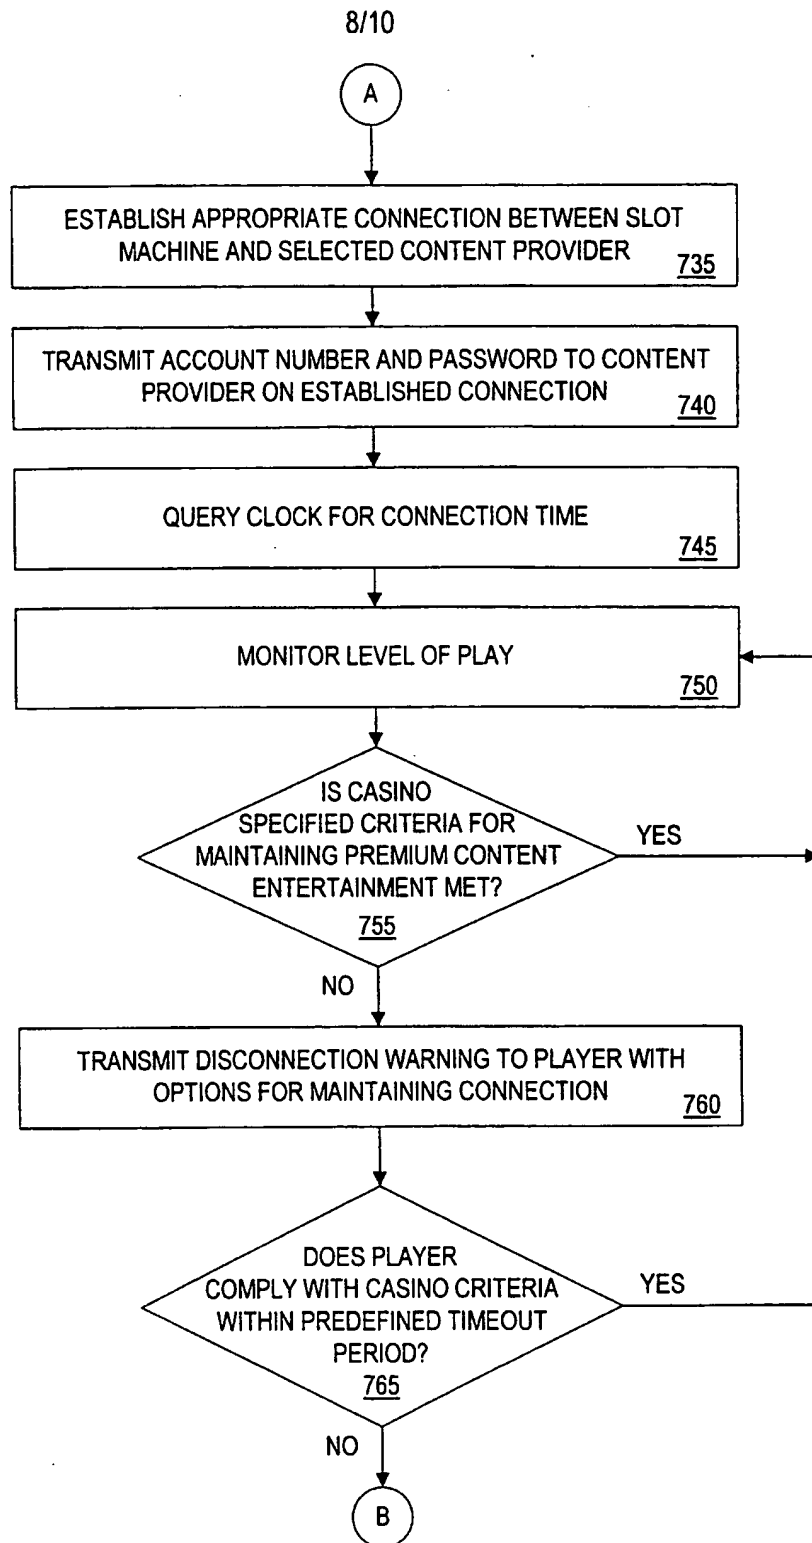 8/10
A
ESTABLISH APPROPRIATE CONNECTION BETWEEN SLOT
MACHINE AND SELECTED CONTENT PROVIDER
735
TRANSMIT ACCOUNT NUMBER AND PASSWORD TO CONTENT
PROVIDER ON ESTABLISHED CONNECTION
740
QUERY CLOCK FOR CONNECTION TIME
745
MONITOR LEVEL OF PLAY
750
IS CASINO
SPECIFIED CRITERIA FOR
MAINTAINING PREMIUM CONTENT
ENTERTAINMENT MET?
755
YES
NO
TRANSMIT DISCONNECTION WARNING TO PLAYER WITH
OPTIONS FOR MAINTAINING CONNECTION
760
DOES PLAYER
COMPLY WITH CASINO CRITERIA
WITHIN PREDEFINED TIMEOUT
PERIOD?
765
YES
NO
B